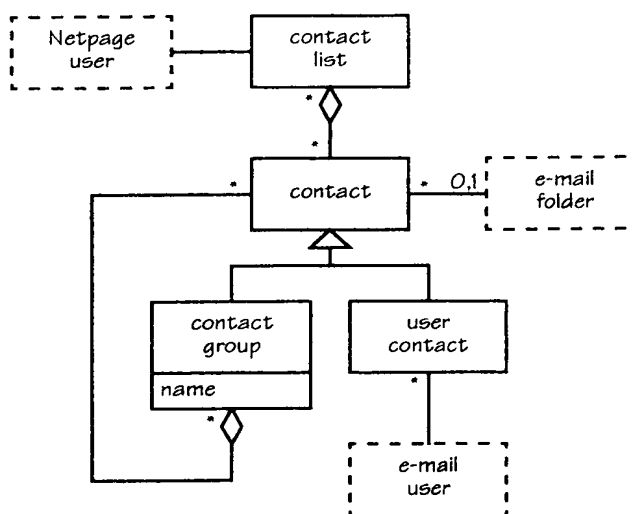 Netpage
user
contact
list
*
*
contact
*
* 0,1
e-mail
folder
contact
group
name
*
user
contact
*
e-mail
user